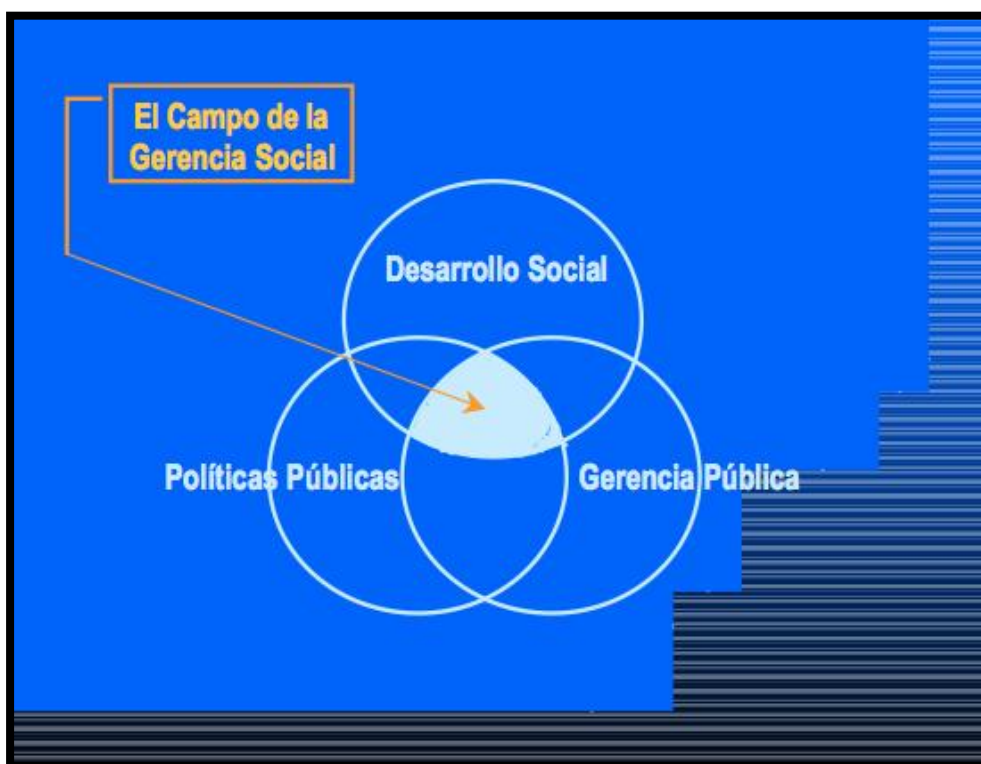 El Campo de la
Gerencia Social
Desarrollo Social
Políticas Públicas
Gerencia Pública